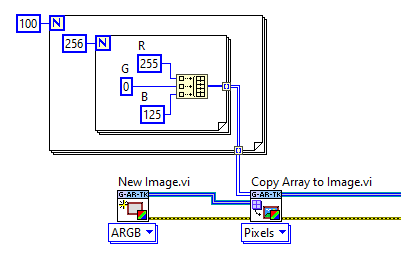 100 N
256 N
R
255
G
0
B
125
New Image.vi
G-AR-TK
ARGB
Copy Array to Image.vi
G-AR-TK
Pixels